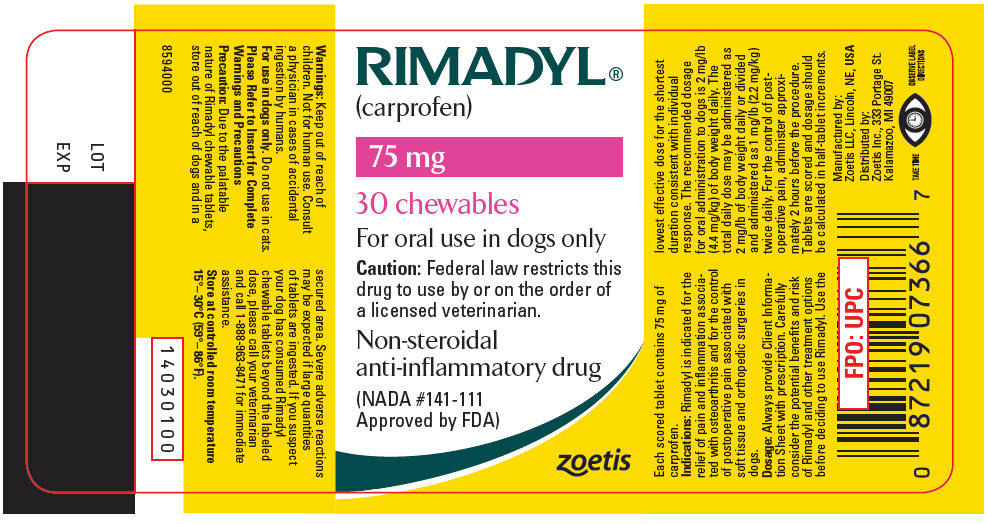 LOT
EXP
8594000
Warnings: Keep out of reach of
children. Not for human use. Consult
a physician in cases of accidental
ingestion by humans.
For use in dogs only. Do not use in cats.
Please Refer to Insert for Complete
Warnings and Precautions
Precaution: Due to the palatable
nature of Rimadyl chewable tablets,
store out of reach of dogs and in a
secured area. Severe adverse reactions
may be expected if large quantities
of tablets are ingested. If you suspect
your dog has consumed Rimadyl
chewable tablets beyond the labeled
dose, please call your veterinarian
and call 1-888-963-8471 for immediate
assistance.
Store at controlled room temperature
15°–30°C (59°– 86°F).
14030100
RIMADYL®
(carprofen)
75 mg
30 chewables
For oral use in dogs only
Caution: Federal law restricts this
drug to use by or on the order of
a licensed veterinarian.
Non-steroidal
anti-inflammatory drug
(NADA #141-111
Approved by FDA)
zoetis
Each scored tablet contains 75 mg of
carprofen.
Indications: Rimadyl is indicated for the
relief of pain and inflammation associa-
ted with osteoarthritis and for the control
of postoperative pain associated with
soft tissue and orthopedic surgeries in
dogs.
Dosage: Always provide Client Informa-
tion Sheet with prescription. Carefully
consider the potential benefits and risk
of Rimadyl and other treatment options
before deciding to use Rimadyl. Use the
lowest effective dose for the shortest
duration consistent with individual
response. The recommended dosage
for oral administration to dogs is 2 mg/lb
(4.4 mg/kg) of body weight daily. The
total daily dose may be administered as
2 mg/lb of body weight daily or divided
and administered as 1 mg/lb (2.2 mg/kg)
twice daily. For the control of post-
operative pain, administer approxi-
mately 2 hours before the procedure.
Tablets are scored and dosage should
be calculated in half-tablet increments.
Manufactured by:
Zoetis LLC, Lincoln, NE, USA
Distributed by:
Zoetis Inc., 333 Portage St.
Kalamazoo, MI 49007
TAKE TIME
OBSERVE LABEL
DIRECTIONS
FPO: UPC
0 87219 07366 7